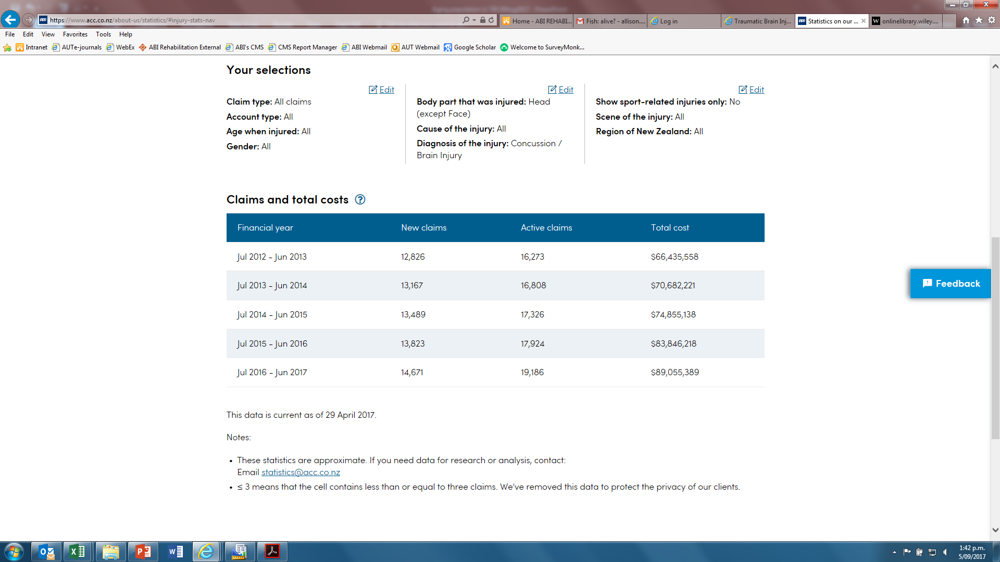 https://www.acc.co.nz/about-us/statistics/#injury-stats-nav
Home - ABI REHABI...
Fish: alive? - allison....
Log in
Traumatic Brain Inj...
Statistics on our ...
onlinelibrary.wiley....
File Edit View Favorites Tools Help
Intranet AUTe-journals WebEx ABI Rehabilitation External ABI's CMS CMS Report Manager ABI Webmail AUT Webmail Google Scholar Welcome to SurveyMonk...
Your selections
Edit
Claim type: All claims
Account type: All
Age when injured: All
Gender: All
Edit
Body part that was injured: Head
(except Face)
Cause of the injury: All
Diagnosis of the injury: Concussion /
Brain Injury
Edit
Show sport-related injuries only: No
Scene of the injury: All
Region of New Zealand: All
Claims and total costs ?
Financial year New claims Active claims Total cost
Jul 2012 - Jun 2013 12,826 16,273 $66,435,558
Jul 2013 - Jun 2014 13,167 16,808 $70,682,221
Jul 2014 - Jun 2015 13,489 17,326 $74,855,138
Jul 2015 - Jun 2016 13,823 17,924 $83,846,218
Jul 2016 - Jun 2017 14,671 19,186 $89,055,389
Feedback
This data is current as of 29 April 2017.
Notes:
• These statistics are approximate. If you need data for research or analysis, contact:
Email statistics@acc.co.nz
• ≤ 3 means that the cell contains less than or equal to three claims. We've removed this data to protect the privacy of our clients.
1:42 p.m.
5/09/2017